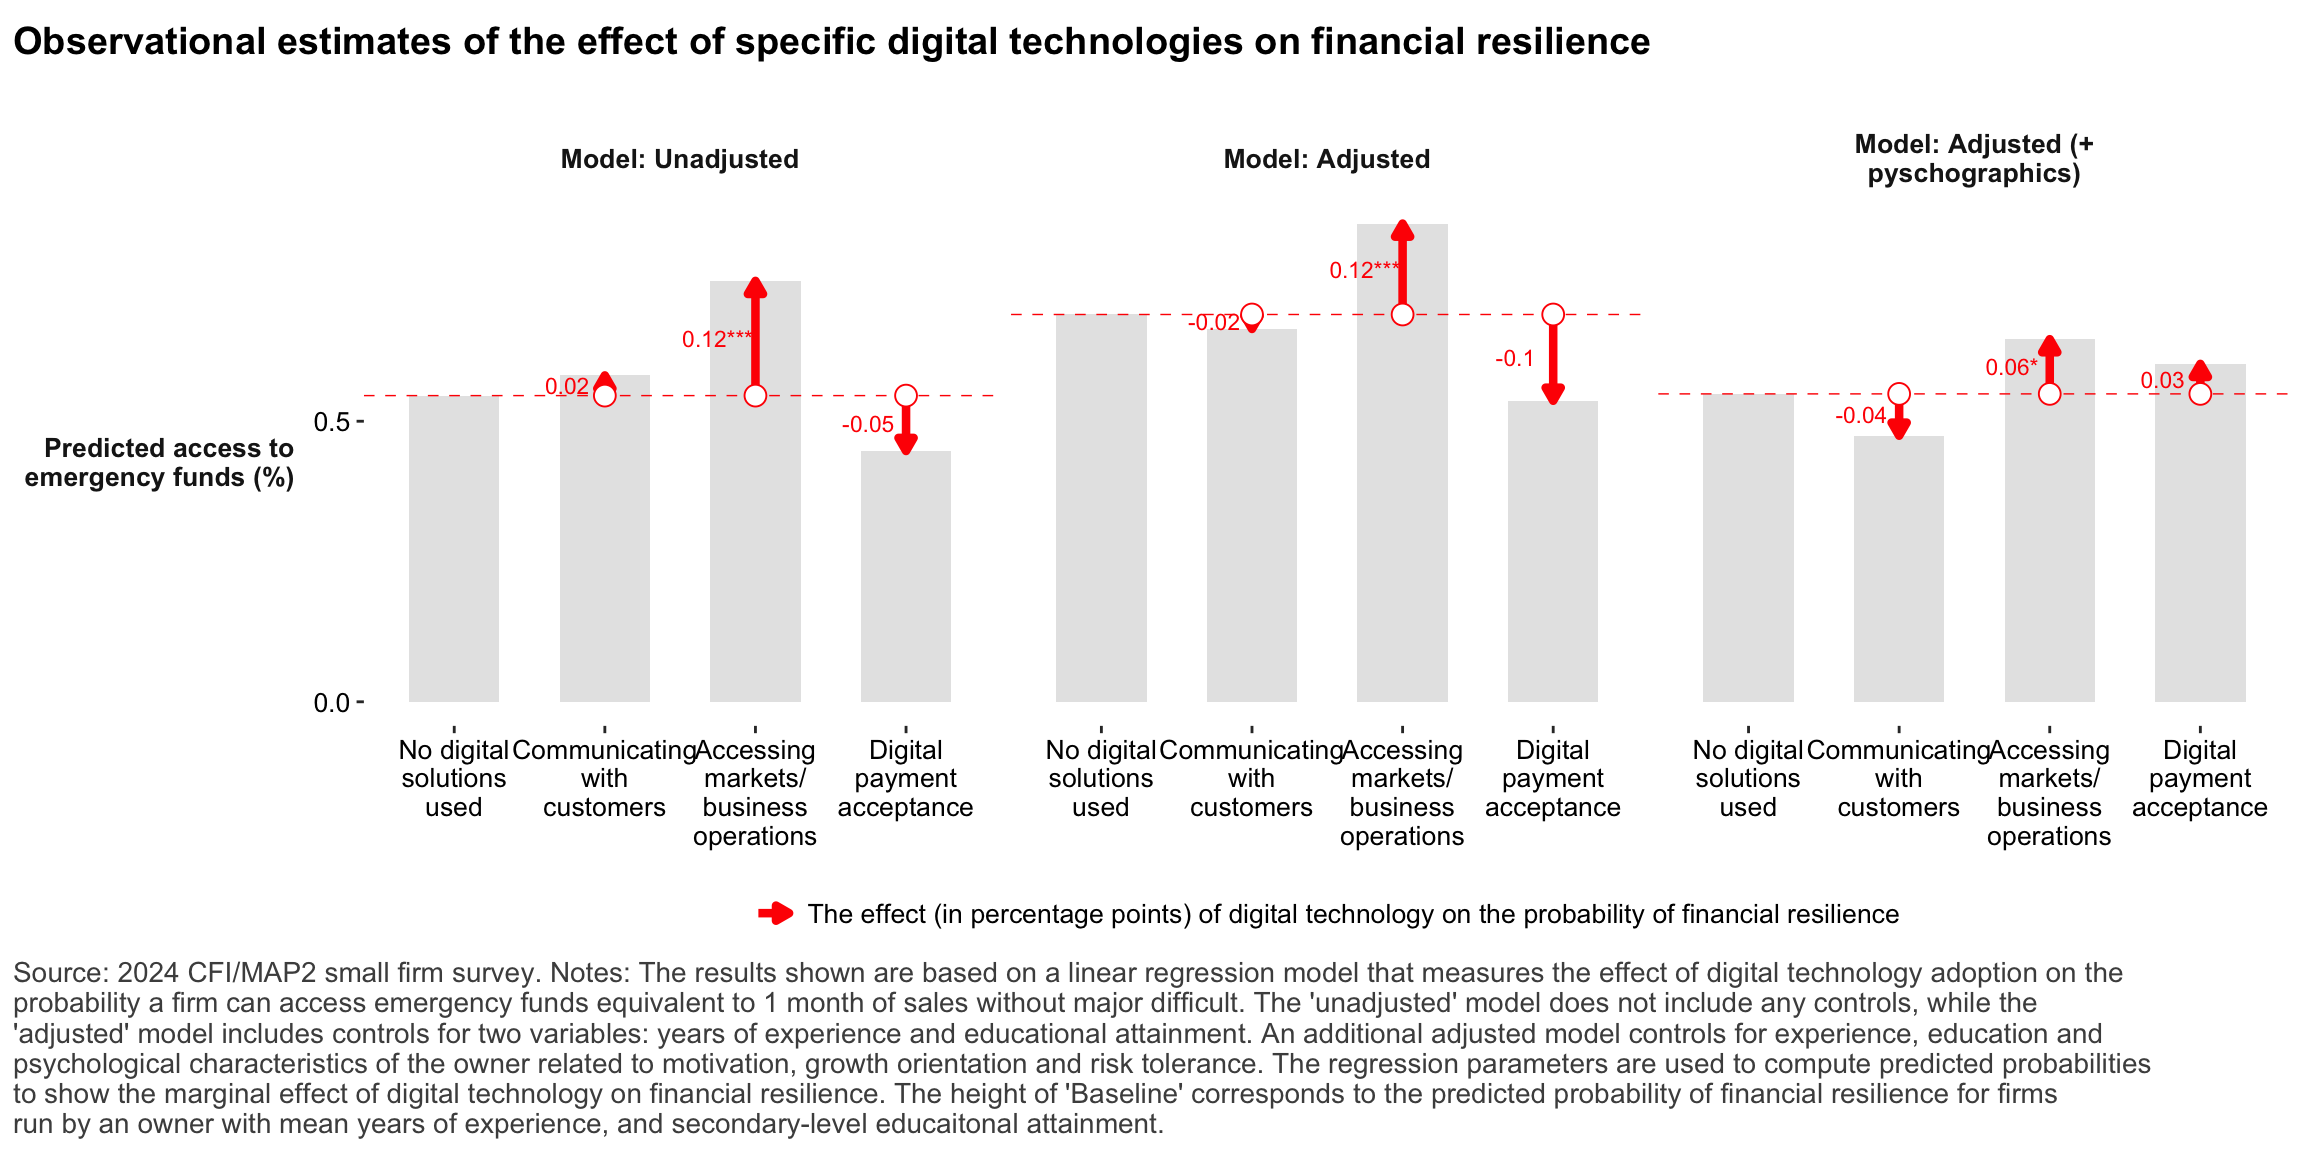 Observational estimates of the effect of specific digital technologies on financial resilience
Model: Unadjusted
Model: Adjusted
Model: Adjusted (+
pyschographics)
Predicted access to
emergency funds (%)
0.5
0.0
0.02
0.12***
-0.05
-0.02
0.12***
-0.1
-0.04
0.06*
0.03
No digital
solutions
used
Communicating
with
customers
Accessing
markets/
business
operations
Digital
payment
acceptance
No digital
solutions
used
Communicating
with
customers
Accessing
markets/
business
operations
Digital
payment
acceptance
No digital
solutions
used
Communicating
with
customers
Accessing
markets/
business
operations
Digital
payment
acceptance
The effect (in percentage points) of digital technology on the probability of financial resilience
Source: 2024 CFI/MAP2 small firm survey. Notes: The results shown are based on a linear regression model that measures the effect of digital technology adoption on the
probability a firm can access emergency funds equivalent to 1 month of sales without major difficult. The 'unadjusted' model does not include any controls, while the
'adjusted' model includes controls for two variables: years of experience and educational attainment. An additional adjusted model controls for experience, education and
psychological characteristics of the owner related to motivation, growth orientation and risk tolerance. The regression parameters are used to compute predicted probabilities
to show the marginal effect of digital technology on financial resilience. The height of 'Baseline' corresponds to the predicted probability of financial resilience for firms
run by an owner with mean years of experience, and secondary-level educaitonal attainment.